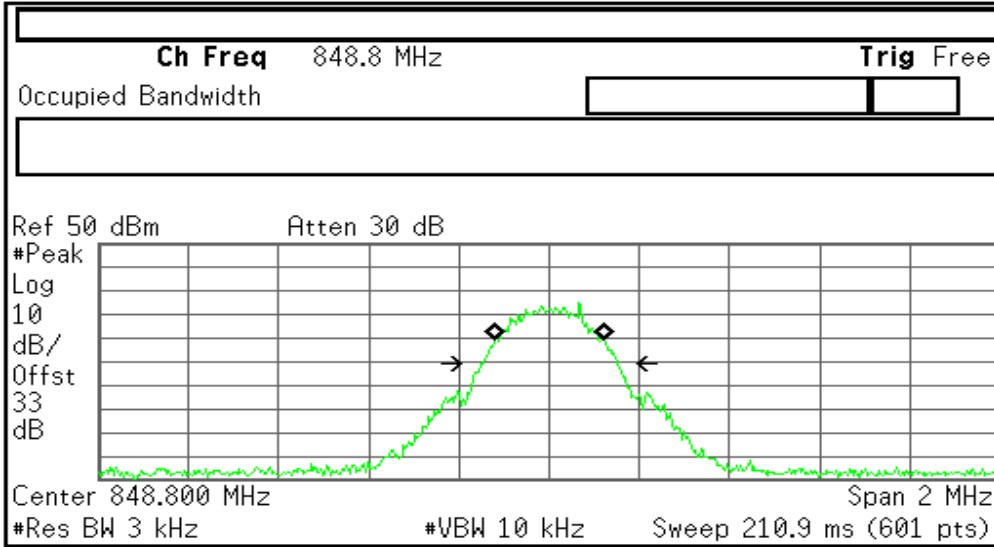 Ch Freq 848.8 MHz Trig Free
Occupied Bandwidth
Ref 50 dBm Atten 30 dB
#Peak
Log
10
dB/
Offst
33
dB
Center 848.800 MHz Span 2 MHz
#Res BW 3 kHz #VBW 10 kHz Sweep 210.9 ms (601 pts)